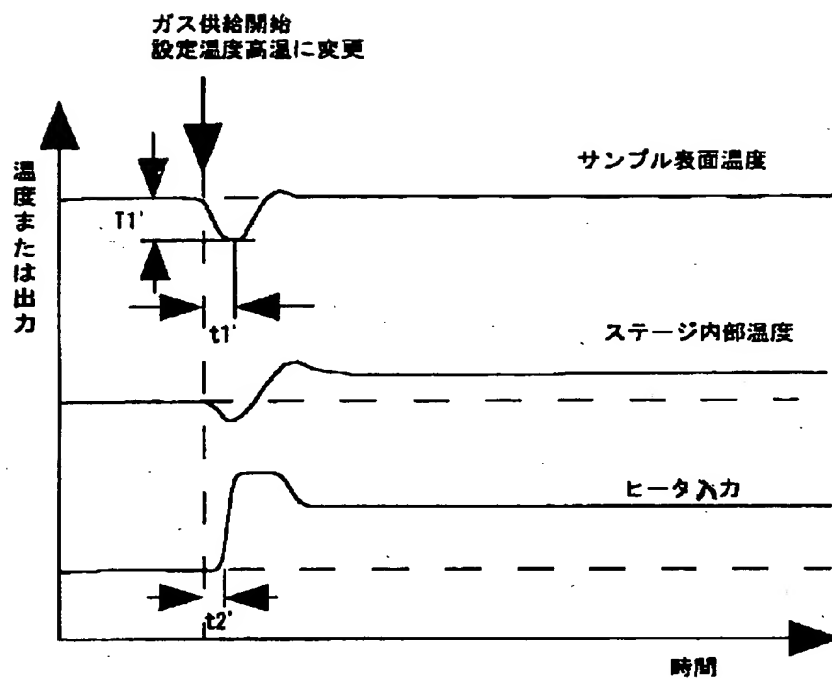 ガス供給開始
設定温度高温に変更
温度または出力
サンプル表面温度
T1'
t1'
ステージ内部温度
ヒータ入力
t2'
時間